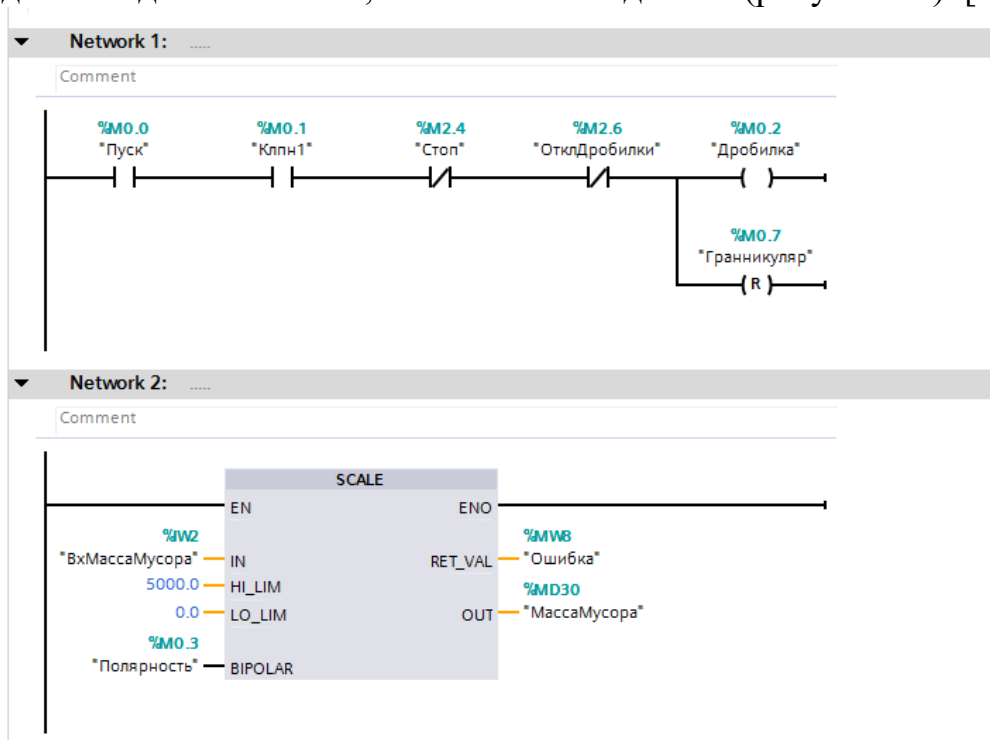 Network 1: .....
Comment
%M0.0 %M0.1 %M2.4 %M2.6 %M0.2
"Пуск" "Клпн1" "Стоп" "ОтклДробилки" "Дробилка"
%M0.7
"Гранникуляр"
R
Network 2: .....
Comment
SCALE
EN ENO
%IW2 %MW8
"ВхМассаМусора" IN RET_VAL "Ошибка"
5000.0 HI_LIM %MD30
0.0 LO_LIM OUT "МассаМусора"
%M0.3
"Полярность" BIPOLAR